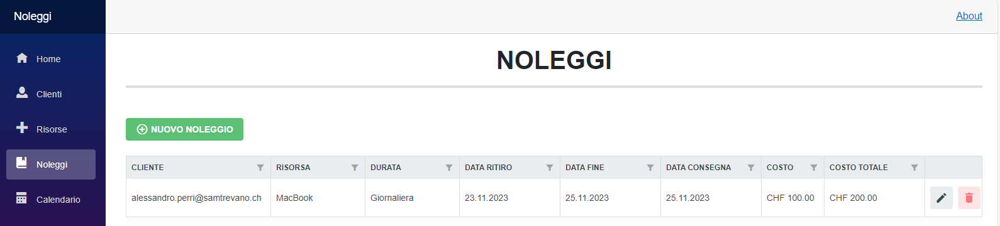 Noleggi
About
Home
Clienti
Risorse
Noleggi
Calendario
NOLEGGI
NUOVO NOLEGGIO
CLIENTE RISORSA DURATA DATA RITIRO DATA FINE DATA CONSEGNA COSTO COSTO TOTALE
alessandro.perri@samtrevano.ch MacBook Giornaliera 23.11.2023 25.11.2023 25.11.2023 CHF 100.00 CHF 200.00